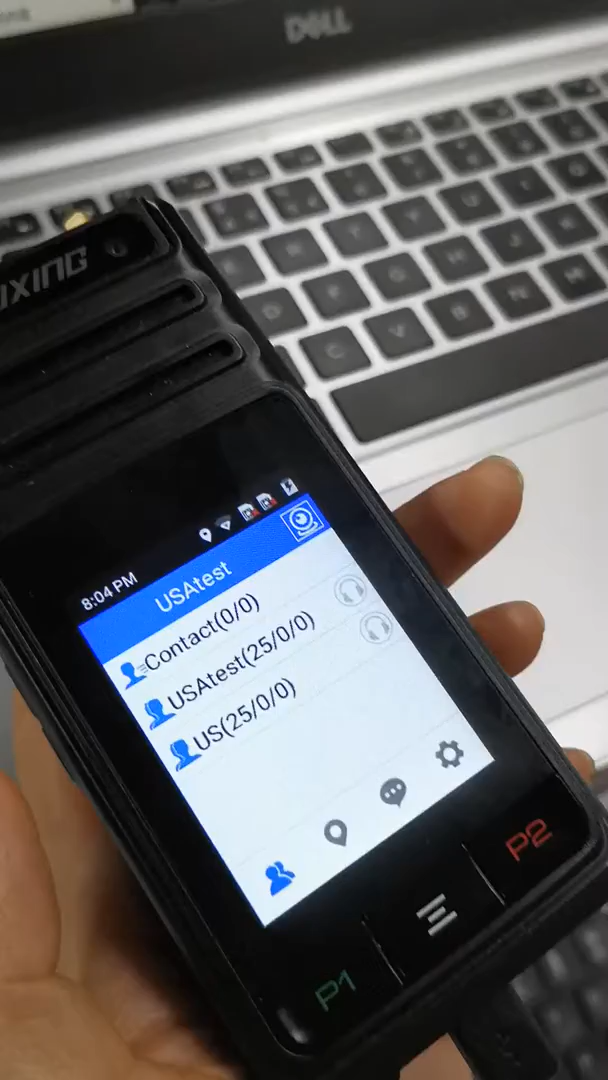 DELL
UXING
8:04 PM
USAtest
Contact(0/0)
USAtest(25/0/0)
US(25/0/0)
P1
P2
C
V
B
N
M